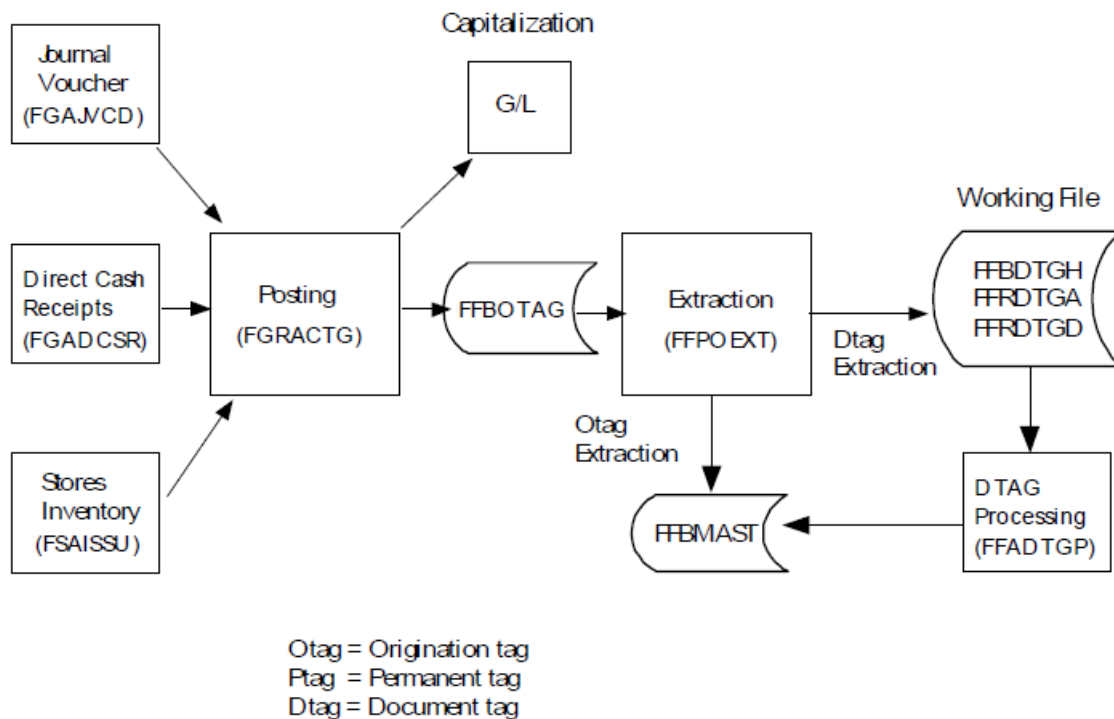 Capitalization
Journal
Voucher
(FGAJVCD)
G/L
Working File
Direct Cash
Receipts
(FGADCSR)
Posting
(FGRACTG)
FFBOTAG
Extraction
(FFPOEXT)
Dtag
Extraction
FFBDTGH
FFRDTGA
FFRDTGD
Otag
Extraction
Stores
Inventory
(FSAISSU)
FFBMAST
DTAG
Processing
(FFADTGP)
Otag = Origination tag
Ptag = Permanent tag
Dtag = Document tag